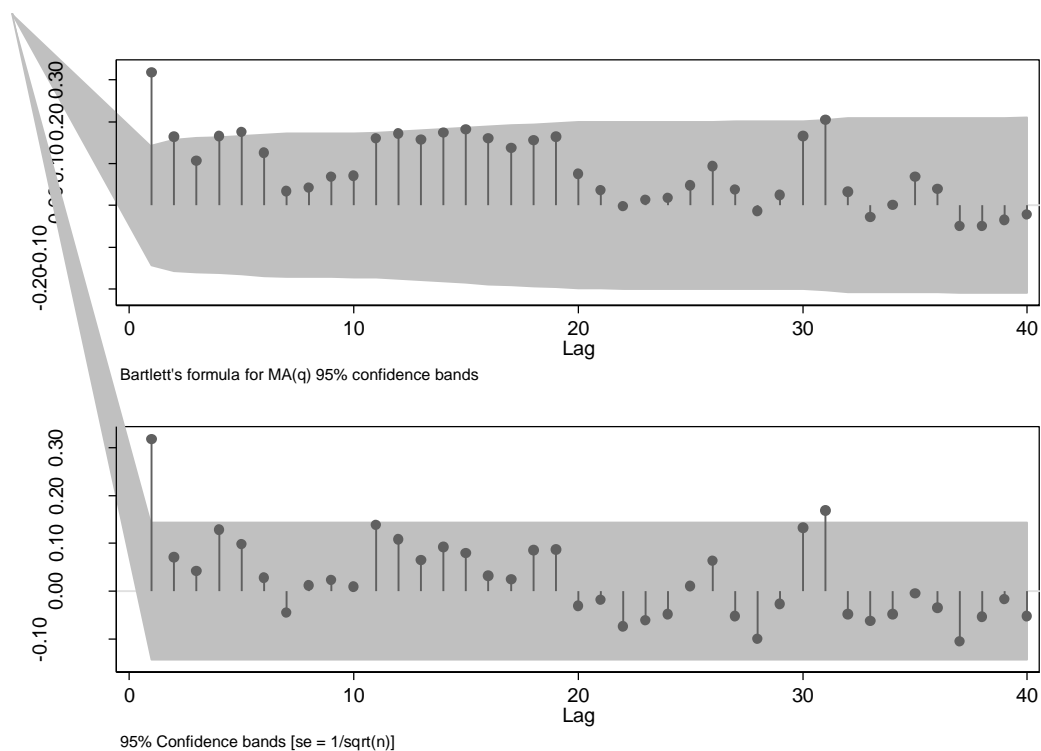 -0.20-0.10 0.00 0.10 0.20 0.30
0 10 20 30 40
Lag
Bartlett's formula for MA(q) 95% confidence bands
-0.10 0.00 0.10 0.20 0.30
0 10 20 30 40
Lag
95% Confidence bands [se = 1/sqrt(n)]